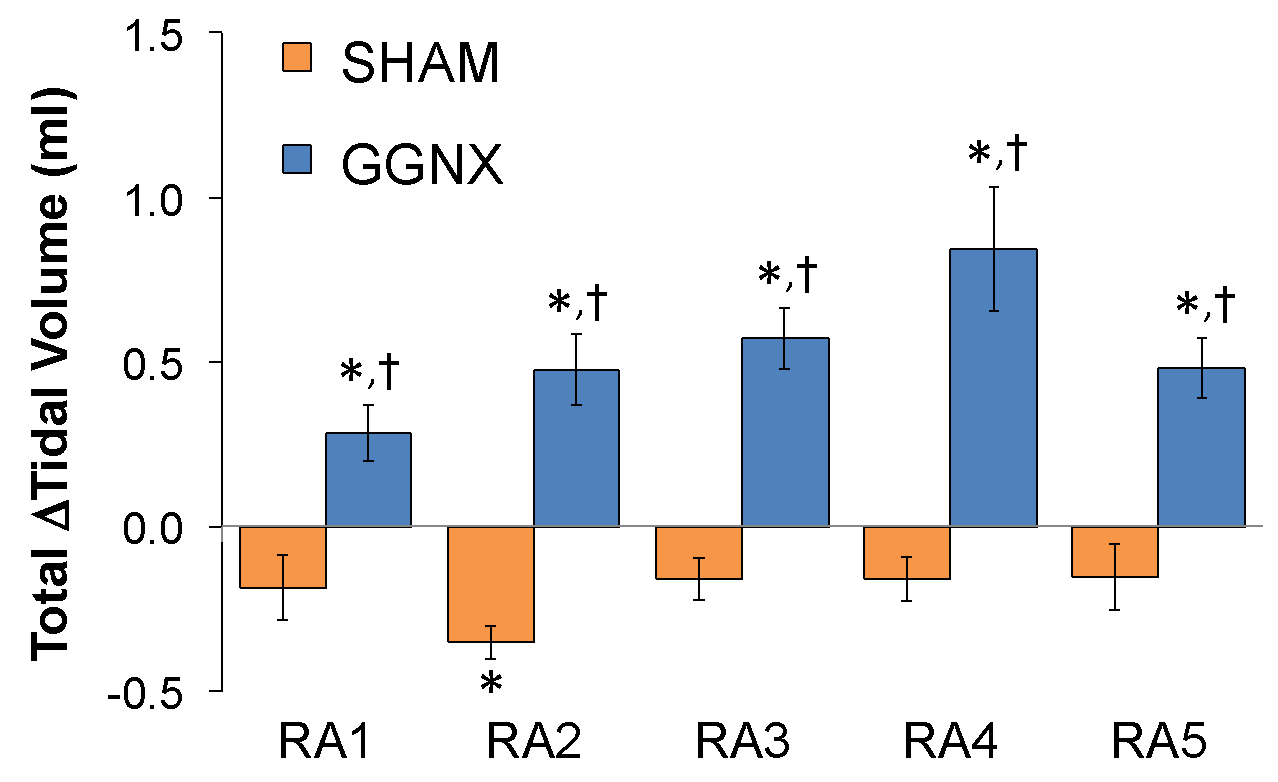 Total ΔTidal Volume (ml)
1.5
1.0
0.5
0.0
-0.5
SHAM
GGNX
*,†
*,†
*,†
*,†
*,†
*
RA1 RA2 RA3 RA4 RA5